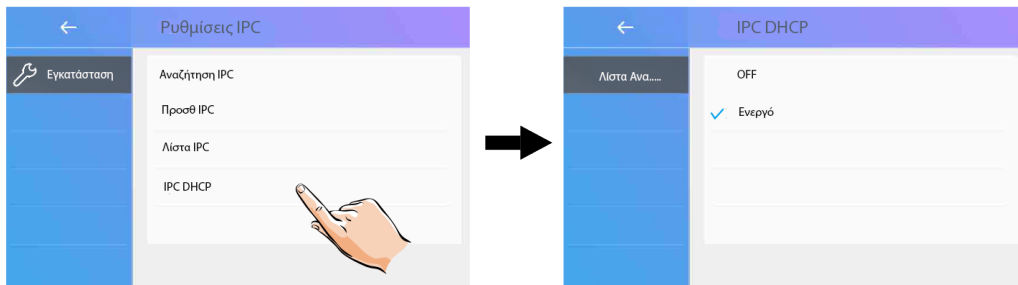 Ρυθμίσεις IPC
Εγκατάσταση
Αναζήτηση IPC
Προσθ IPC
Λίστα IPC
IPC DHCP
IPC DHCP
Λίστα Ανα.....
OFF
Ενεργό